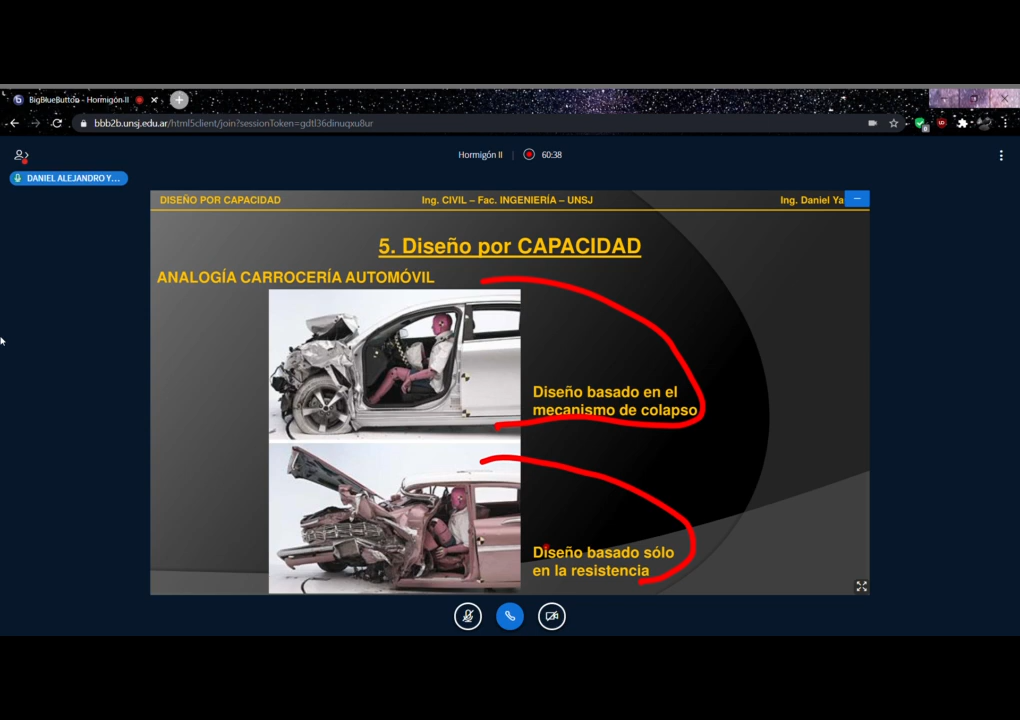 BigBlueButton - Hormigón II
bbb2b.unsj.edu.ar/html5client/join?sessionToken=gdtl36dinuqxu8ur
Hormigón II
60:38
DANIEL ALEJANDRO Y...
DISEÑO POR CAPACIDAD
Ing. CIVIL – Fac. INGENIERÍA – UNSJ
Ing. Daniel Ya
5. Diseño por CAPACIDAD
ANALOGÍA CARROCERÍA AUTOMÓVIL
Diseño basado en el
mecanismo de colapso
Diseño basado sólo
en la resistencia